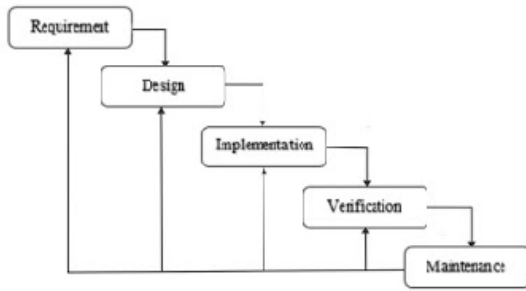 Requirement
Design
Implementation
Verification
Maintenance